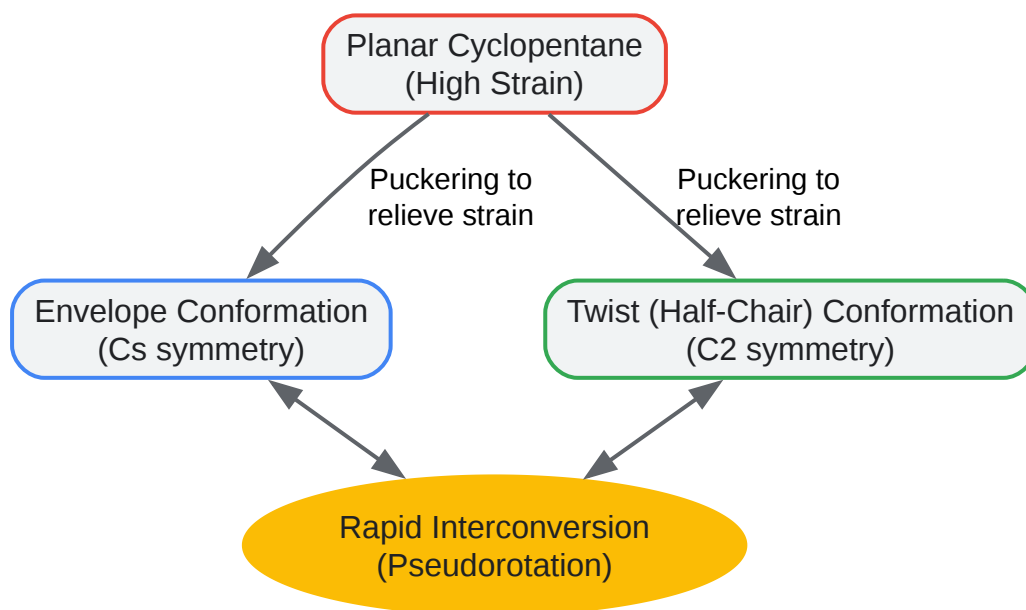 Planar Cyclopentane
(High Strain)
Puckering to
relieve strain
Puckering to
relieve strain
Envelope Conformation
(Cs symmetry)
Twist (Half-Chair) Conformation
(C2 symmetry)
Rapid Interconversion
(Pseudorotation)